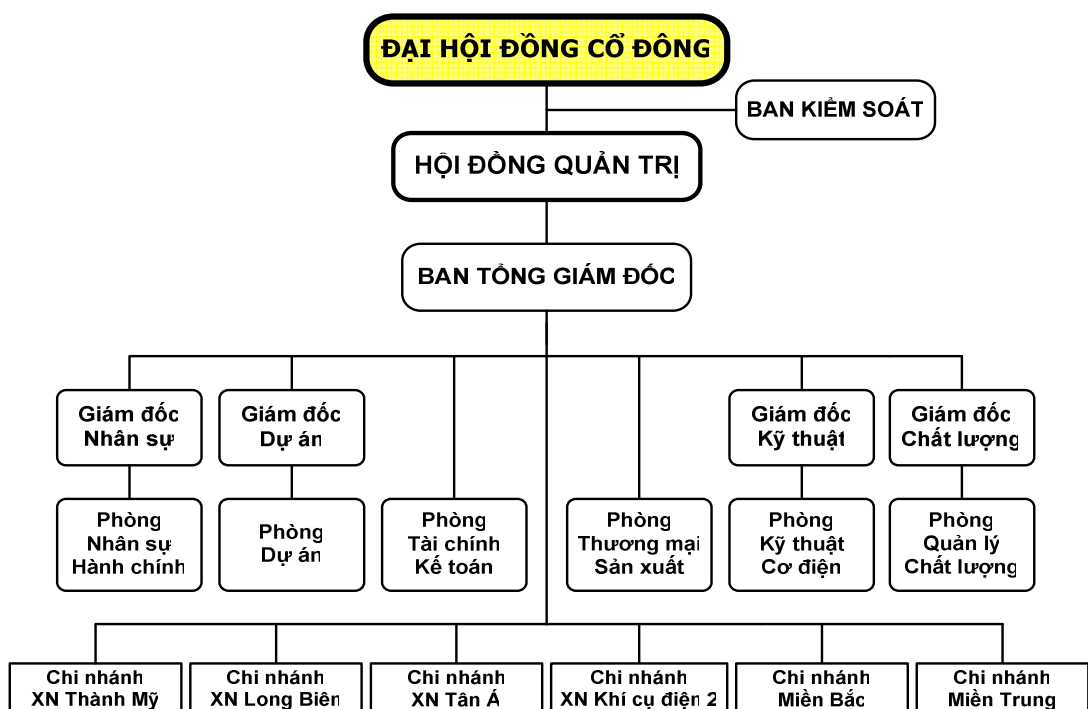 ĐẠI HỘI ĐỒNG CỔ ĐÔNG
BAN KIỂM SOÁT
HỘI ĐỒNG QUẢN TRỊ
BAN TỔNG GIÁM ĐỐC
Giám đốc
Nhân sự
Giám đốc
Dự án
Giám đốc
Kỹ thuật
Giám đốc
Chất lượng
Phòng
Nhân sự
Hành chính
Phòng
Dự án
Phòng
Tài chính
Kế toán
Phòng
Thương mại
Sản xuất
Phòng
Kỹ thuật
Cơ điện
Phòng
Quản lý
Chất lượng
Chi nhánh
XN Thành Mỹ
Chi nhánh
XN Long Biên
Chi nhánh
XN Tân Á
Chi nhánh
XN Khí cụ điện 2
Chi nhánh
Miền Bắc
Chi nhánh
Miền Trung